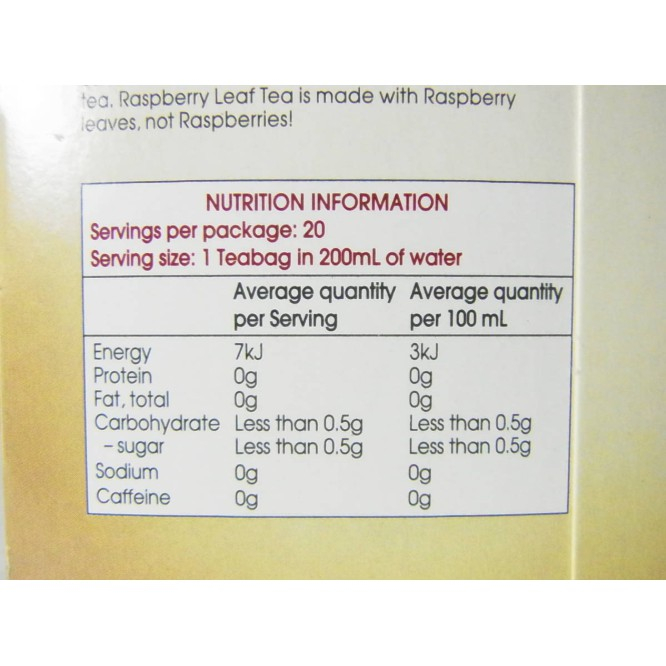 tea. Raspberry Leaf Tea is made with Raspberry
leaves, not Raspberries!
NUTRITION INFORMATION
Servings per package: 20
Serving size: 1 Teabag in 200mL of water
Average quantity Average quantity
per Serving per 100 mL
Energy 7kJ 3kJ
Protein 0g 0g
Fat, total 0g 0g
Carbohydrate Less than 0.5g Less than 0.5g
– sugar Less than 0.5g Less than 0.5g
Sodium 0g 0g
Caffeine 0g 0g